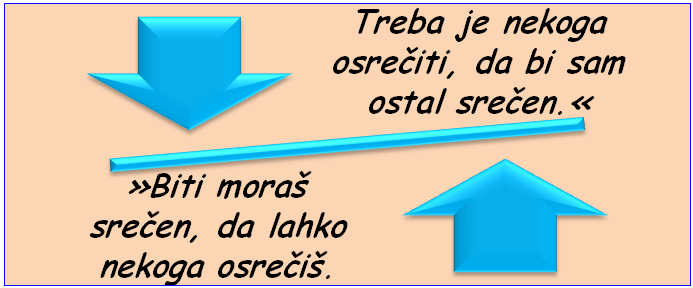 »Biti moraš
srečen, da lahko
nekoga osrečiš.
Treba je nekoga
osrečiti, da bi sam
ostal srečen.«